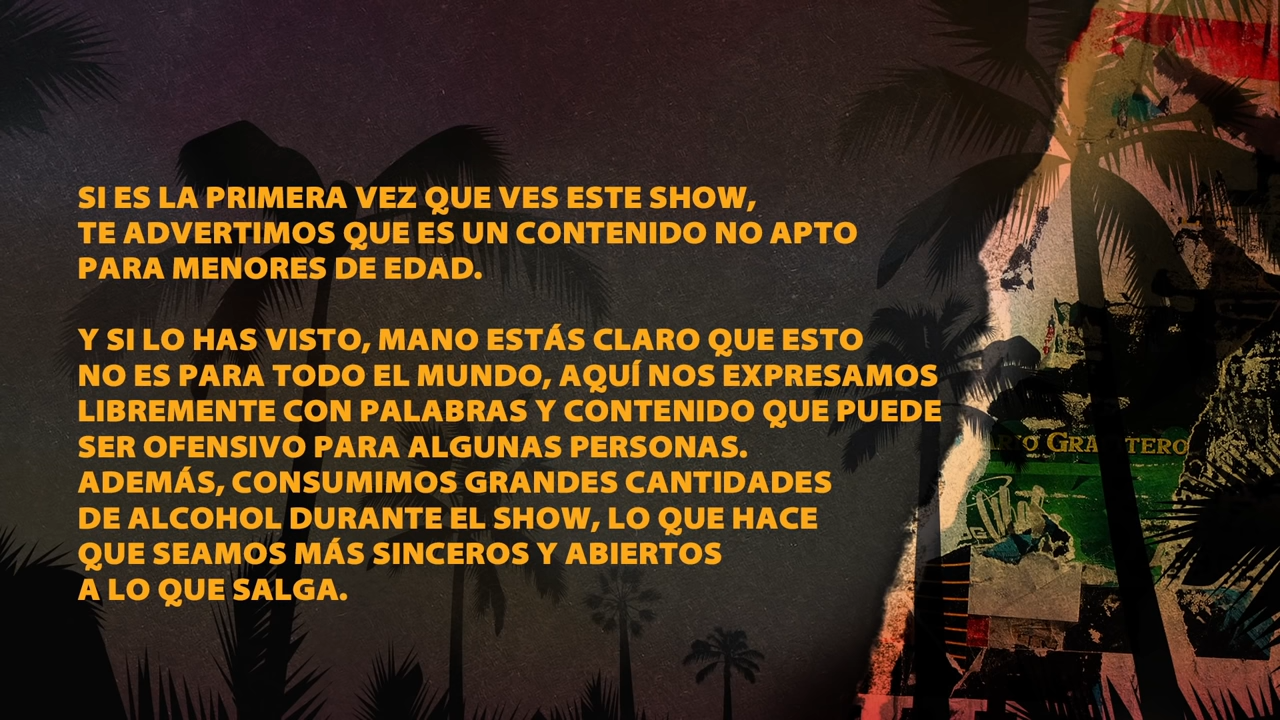 SI ES LA PRIMERA VEZ QUE VES ESTE SHOW,
TE ADVERTIMOS QUE ES UN CONTENIDO NO APTO
PARA MENORES DE EDAD.
Y SI LO HAS VISTO, MANO ESTÁS CLARO QUE ESTO
NO ES PARA TODO EL MUNDO, AQUÍ NOS EXPRESAMOS
LIBREMENTE CON PALABRAS Y CONTENIDO QUE PUEDE
SER OFENSIVO PARA ALGUNAS PERSONAS.
ADEMÁS, CONSUMIMOS GRANDES CANTIDADES
DE ALCOHOL DURANTE EL SHOW, LO QUE HACE
QUE SEAMOS MÁS SINCEROS Y ABIERTOS
A LO QUE SALGA.